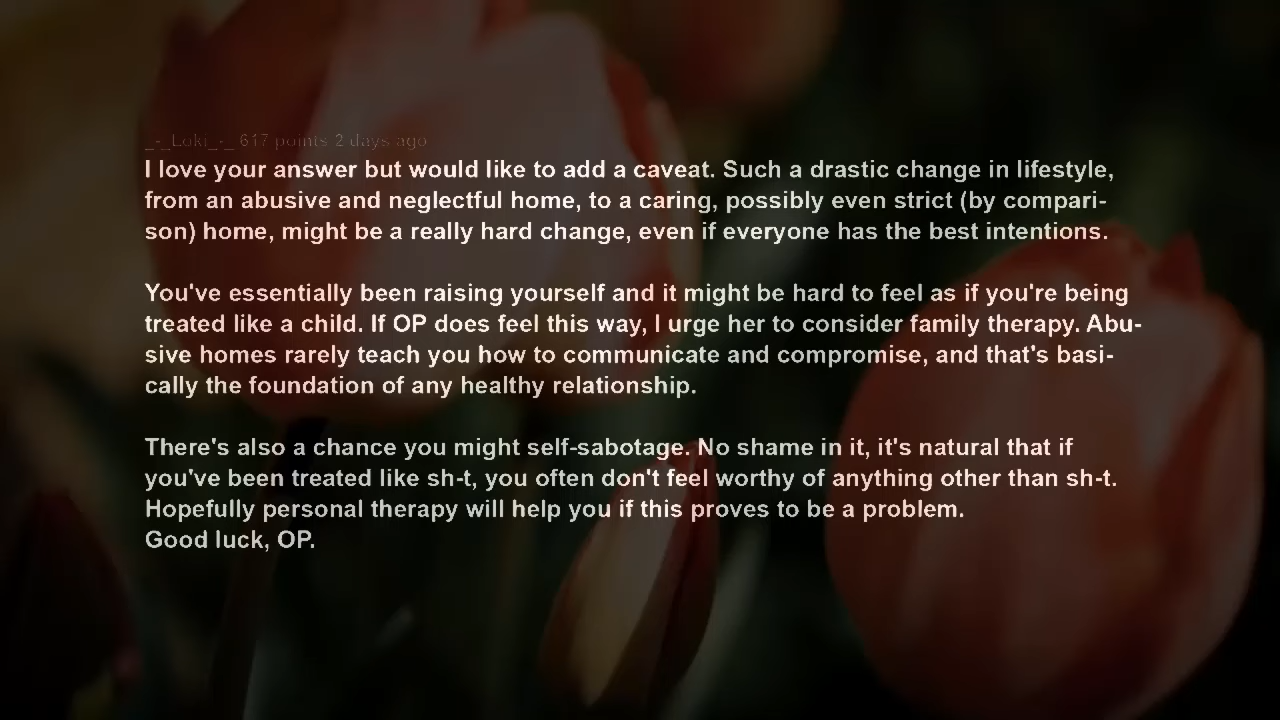 _-_Loki_-_ 617 points 2 days ago
I love your answer but would like to add a caveat. Such a drastic change in lifestyle,
from an abusive and neglectful home, to a caring, possibly even strict (by compari-
son) home, might be a really hard change, even if everyone has the best intentions.
You've essentially been raising yourself and it might be hard to feel as if you're being
treated like a child. If OP does feel this way, I urge her to consider family therapy. Abu-
sive homes rarely teach you how to communicate and compromise, and that's basi-
cally the foundation of any healthy relationship.
There's also a chance you might self-sabotage. No shame in it, it's natural that if
you've been treated like sh-t, you often don't feel worthy of anything other than sh-t.
Hopefully personal therapy will help you if this proves to be a problem.
Good luck, OP.